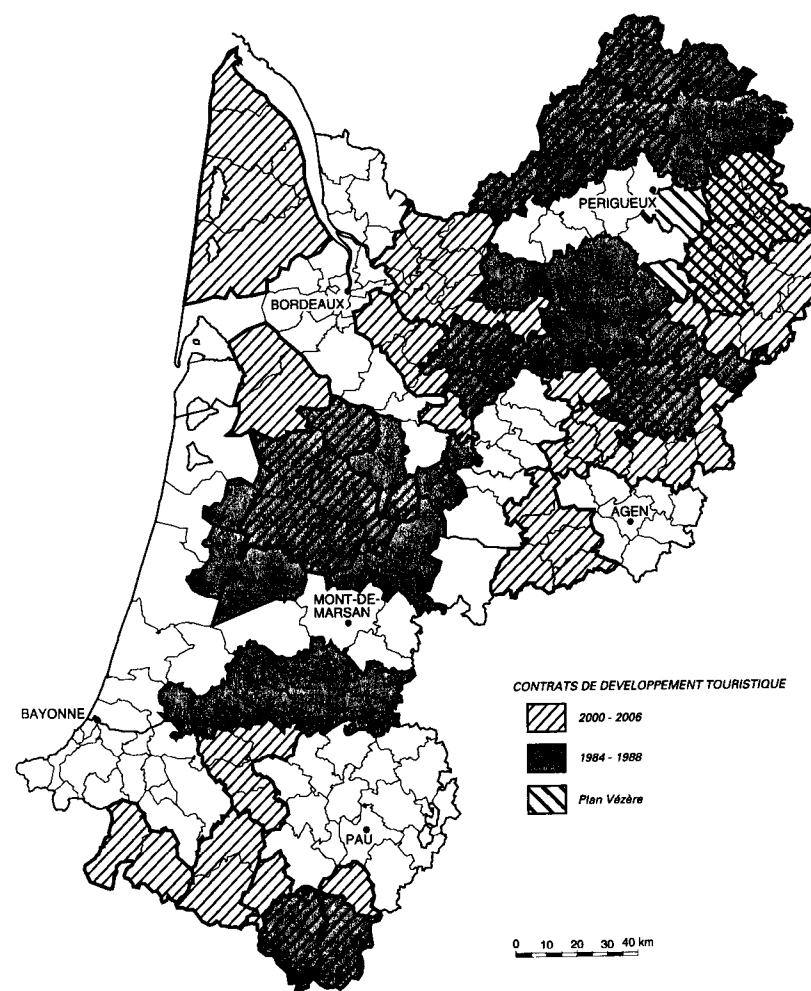 PERIGUEUX
BORDEAUX
AGEN
MONT-DE-
MARSAN
BAYONNE
PAU
CONTRATS DE DEVELOPPEMENT TOURISTIQUE
2000 - 2006
1984 - 1988
Plan Vézère
0 10 20 30 40 km